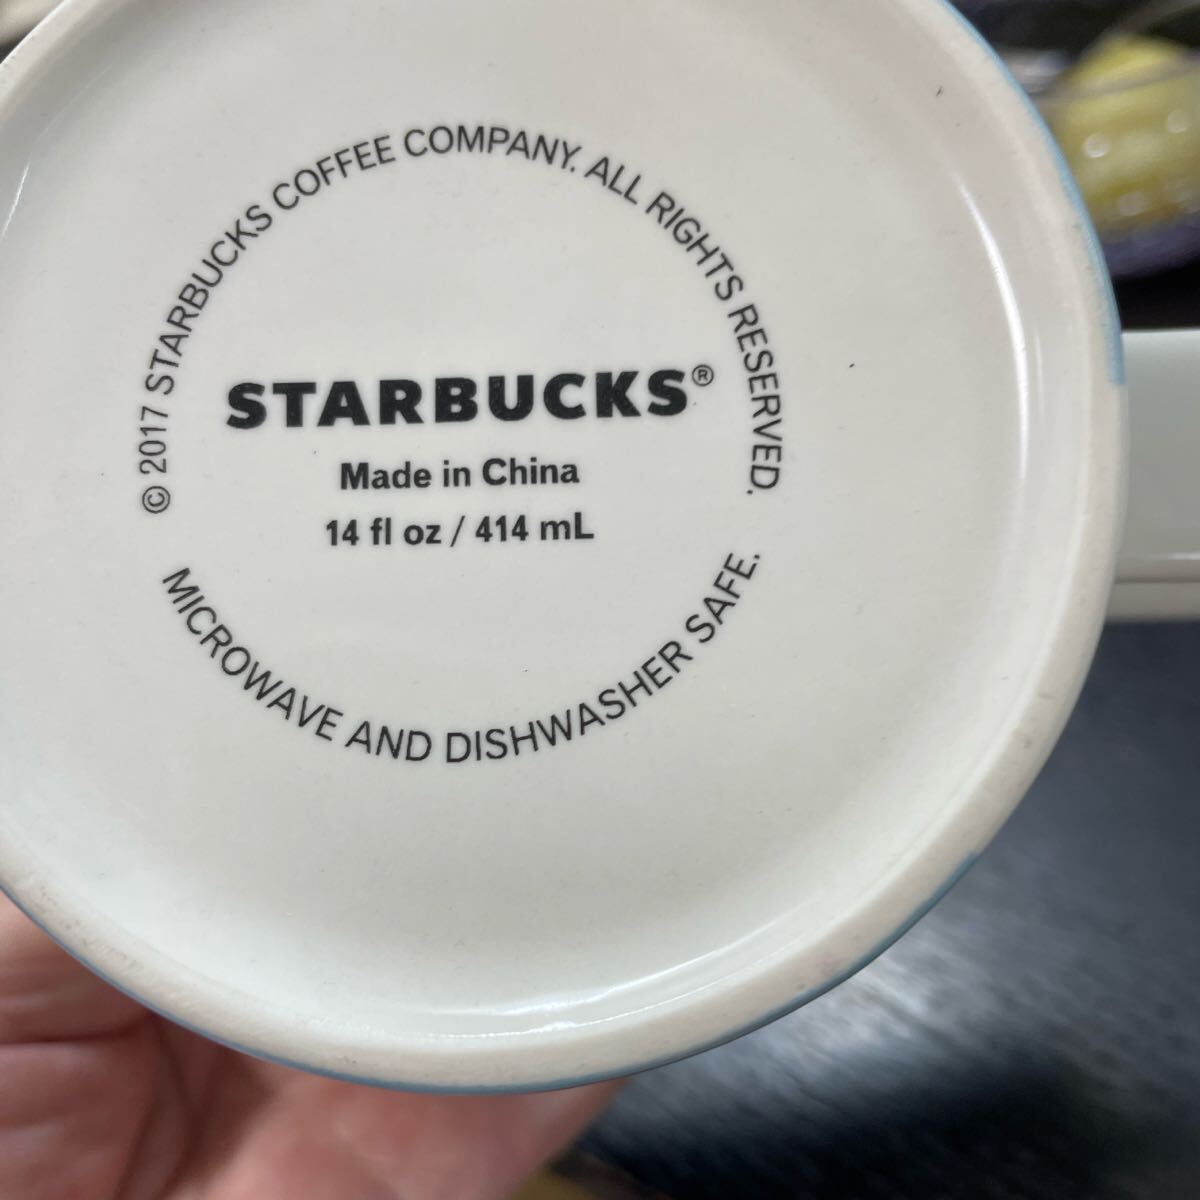 © 2017 STARBUCKS COFFEE COMPANY. ALL RIGHTS RESERVED.
STARBUCKS®
Made in China
14 fl oz / 414 mL
MICROWAVE AND DISHWASHER SAFE.